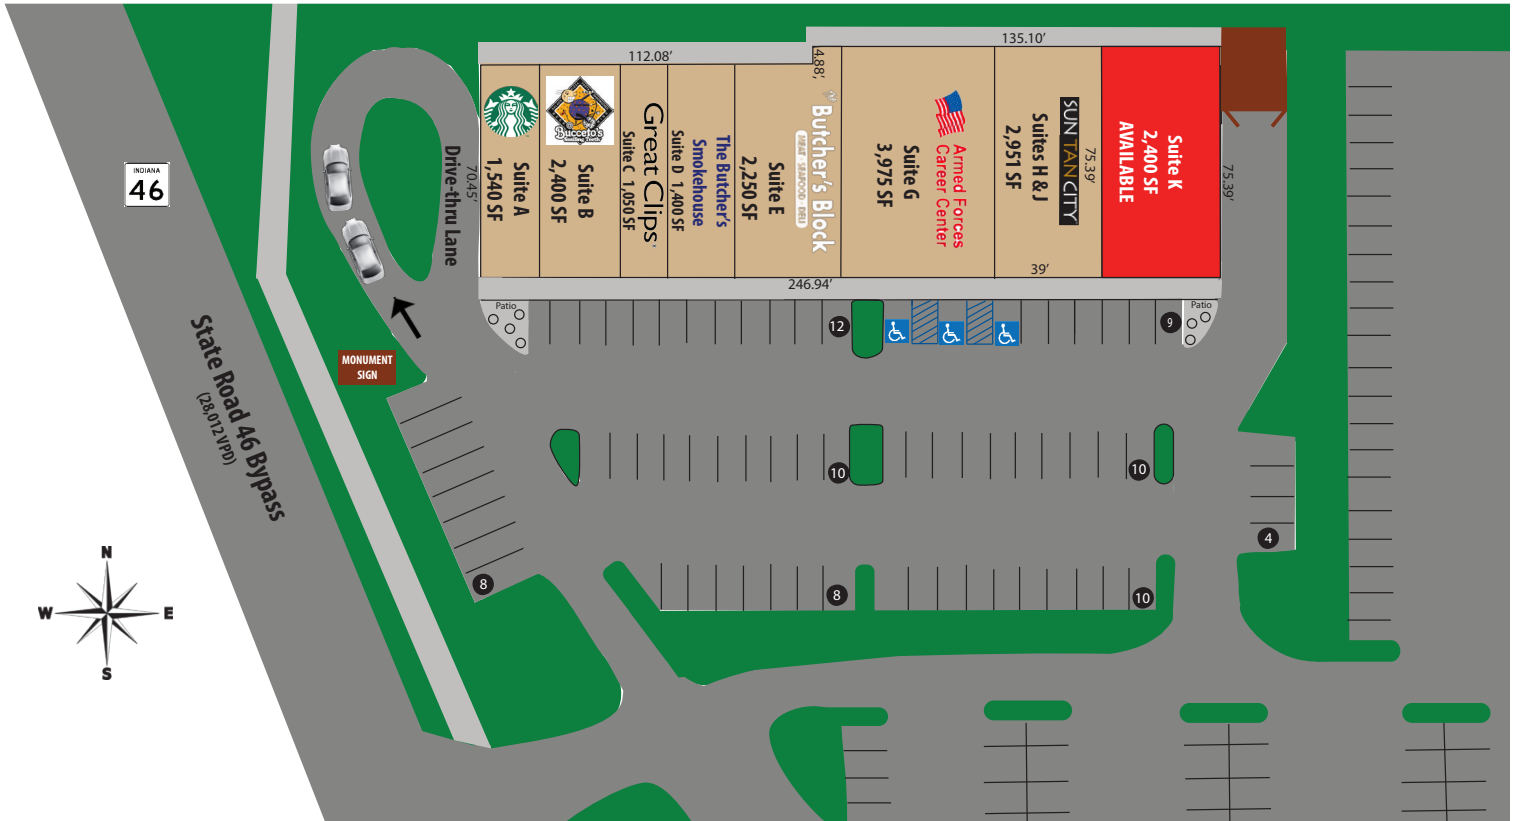 135.10’
112.08’
4.88’
INDIANA
46
Drive-thru Lane
70.45’
Suite A
1,540 SF
Bucceto's
Suite B
2,400 SF
Great Clips
Suite C 1,050 SF
The Butcher’s
Smokehouse
Suite D 1,400 SF
Suite E
2,250 SF
Butcher’s Block
MEAT · SEAFOOD · DELI
Armed Forces
Career Center
Suite G
3,975 SF
SUN TAN CITY
75.39’
Suites H & J
2,951 SF
39’
Suite K
2,400 SF
AVAILABLE
75.39’
246.94’
Patio
12
9
Patio
MONUMENT
SIGN
State Road 46 Bypass
(28,012 VPD)
10
10
4
8
8
10
N
W
E
S